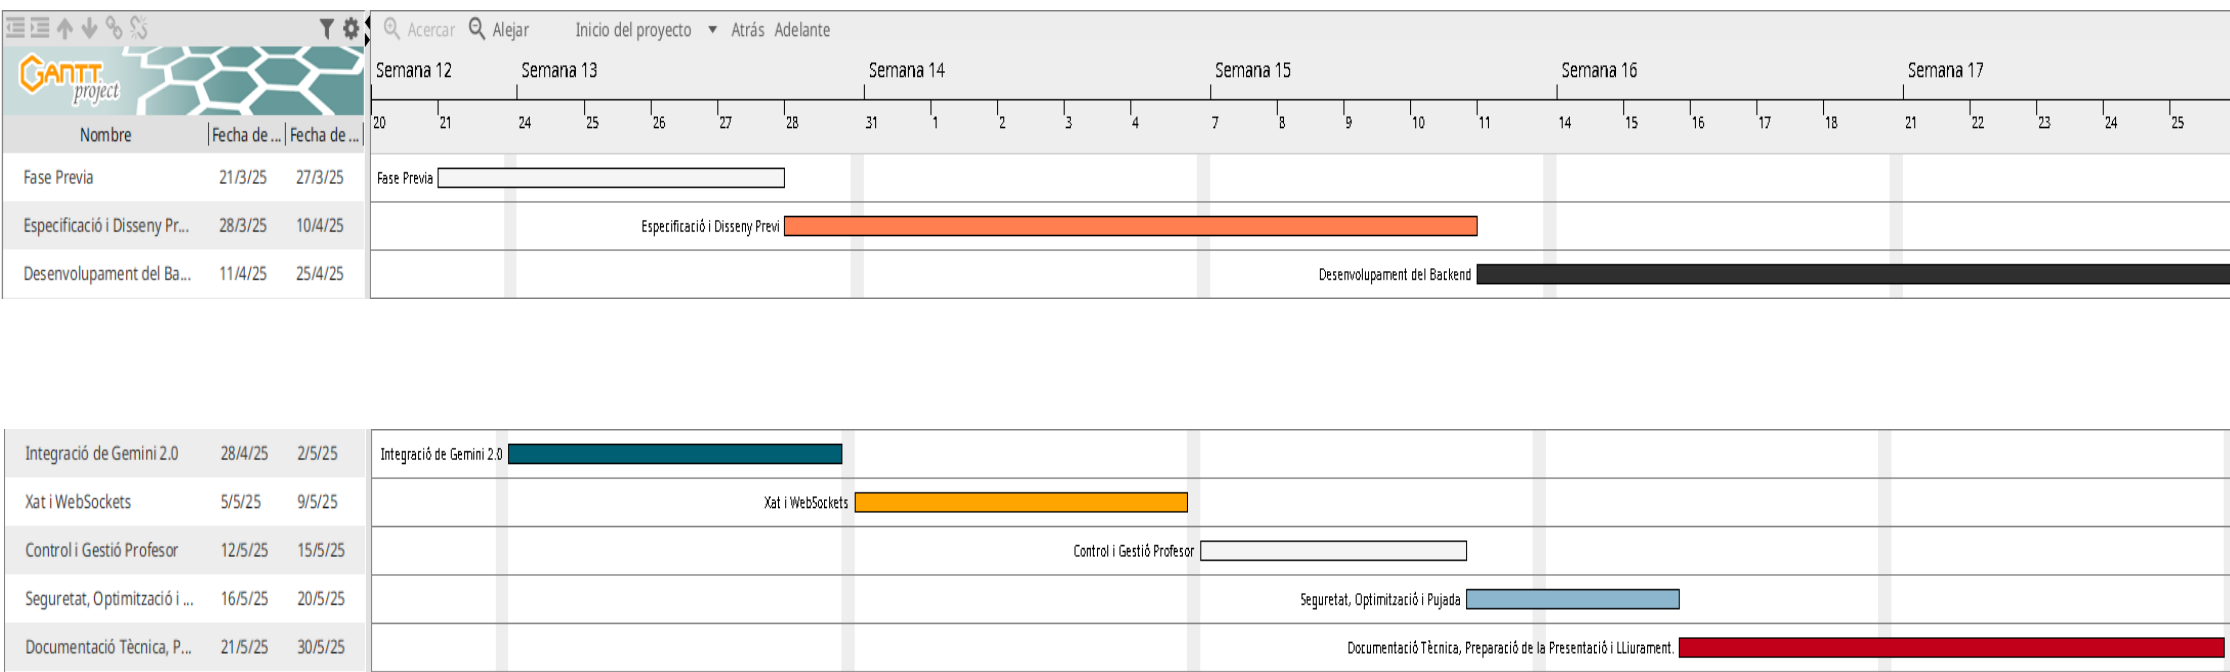 Acercar Alejar Inicio del proyecto Atrás Adelante
GANTT project
Semana 12 Semana 13 Semana 14 Semana 15 Semana 16 Semana 17
20 21 24 25 26 27 28 31 1 2 3 4 7 8 9 10 11 14 15 16 17 18 21 22 23 24 25
Nombre Fecha de ... Fecha de ...
Fase Previa 21/3/25 27/3/25 Fase Previa
Especificació i Disseny Pr... 28/3/25 10/4/25 Especificació i Disseny Previ
Desenvolupament del Ba... 11/4/25 25/4/25 Desenvolupament del Backend
Integració de Gemini 2.0 28/4/25 2/5/25 Integració de Gemini 2.0
Xat i WebSockets 5/5/25 9/5/25 Xat i WebSockets
Control i Gestió Profesor 12/5/25 15/5/25 Control i Gestió Profesor
Seguretat, Optimització i ... 16/5/25 20/5/25 Seguretat, Optimització i Pujada
Documentació Tècnica, P... 21/5/25 30/5/25 Documentació Tècnica, Preparació de la Presentació i LLiurament.